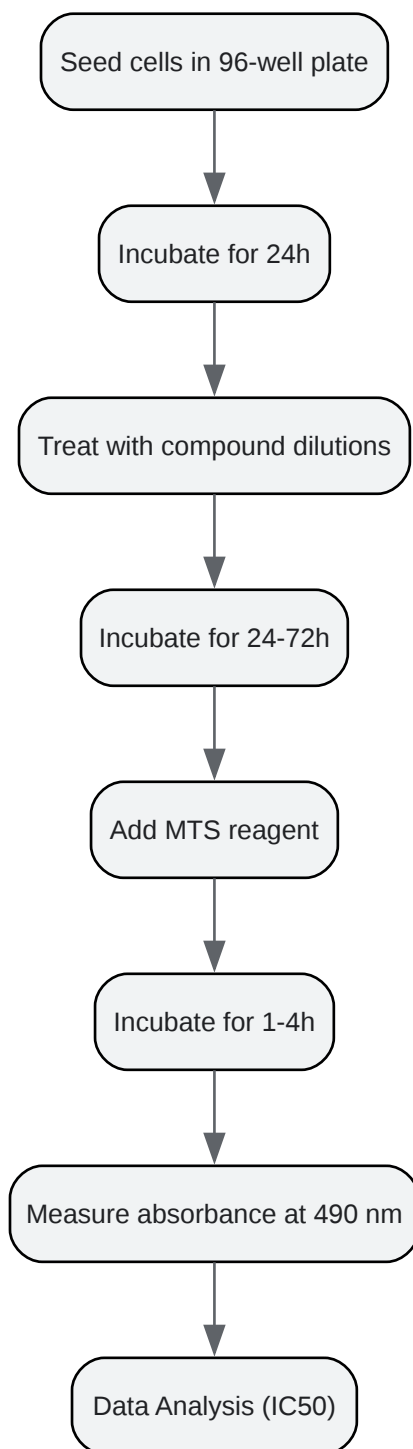 Seed cells in 96-well plate
Incubate for 24h
Treat with compound dilutions
Incubate for 24-72h
Add MTS reagent
Incubate for 1-4h
Measure absorbance at 490 nm
Data Analysis (IC50)